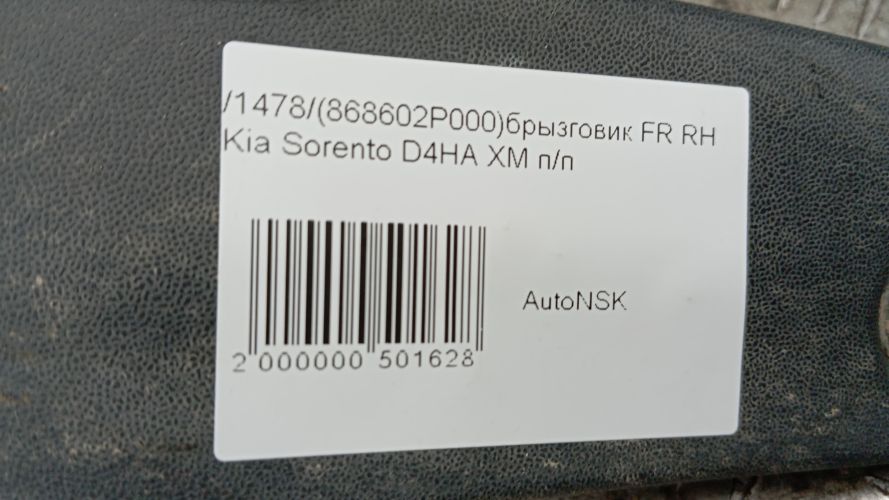 /1478/(868602P000)брызговик FR RH
Kia Sorento D4HA XM п/п
AutoNSK
2 000000 501628